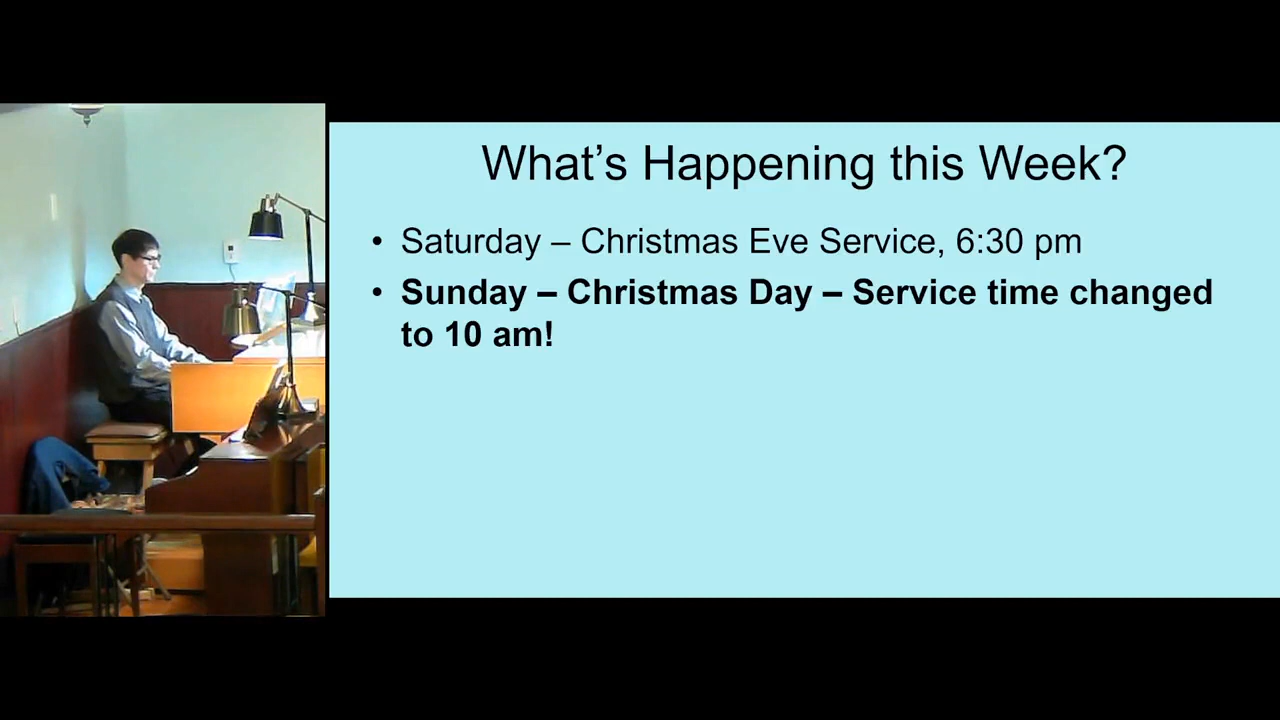 What’s Happening this Week?
• Saturday – Christmas Eve Service, 6:30 pm
• Sunday – Christmas Day – Service time changed
to 10 am!